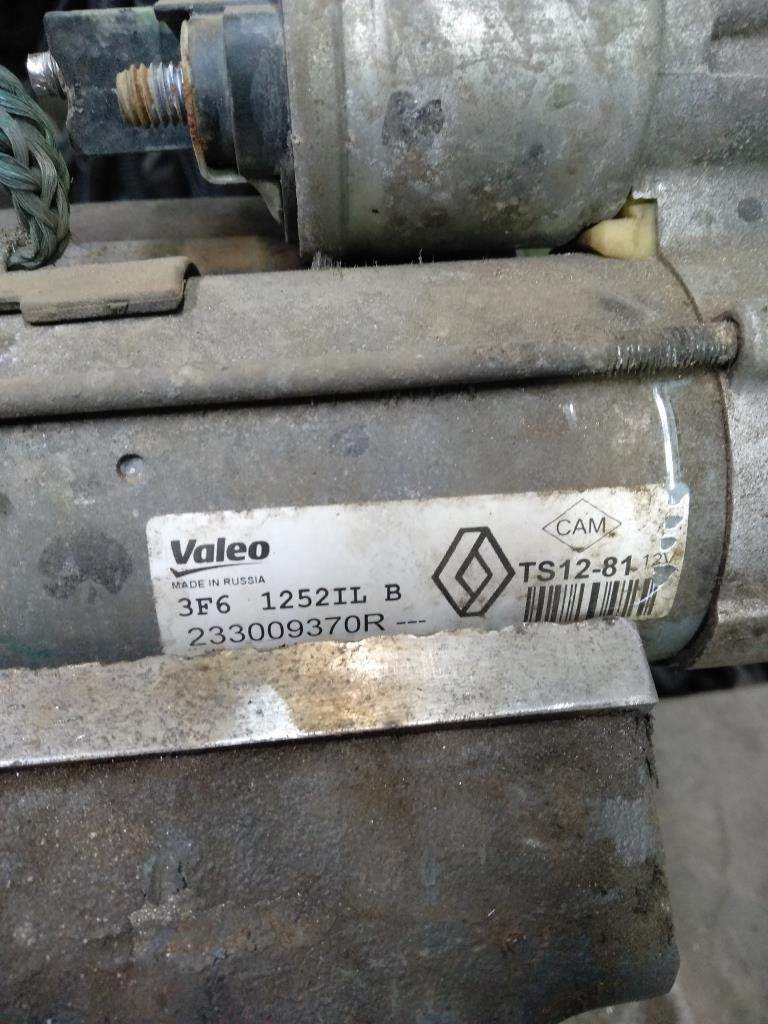 Valeo
MADE IN RUSSIA
CAM
TS12-81 12V
3F6 1252IL B
233009370R ---